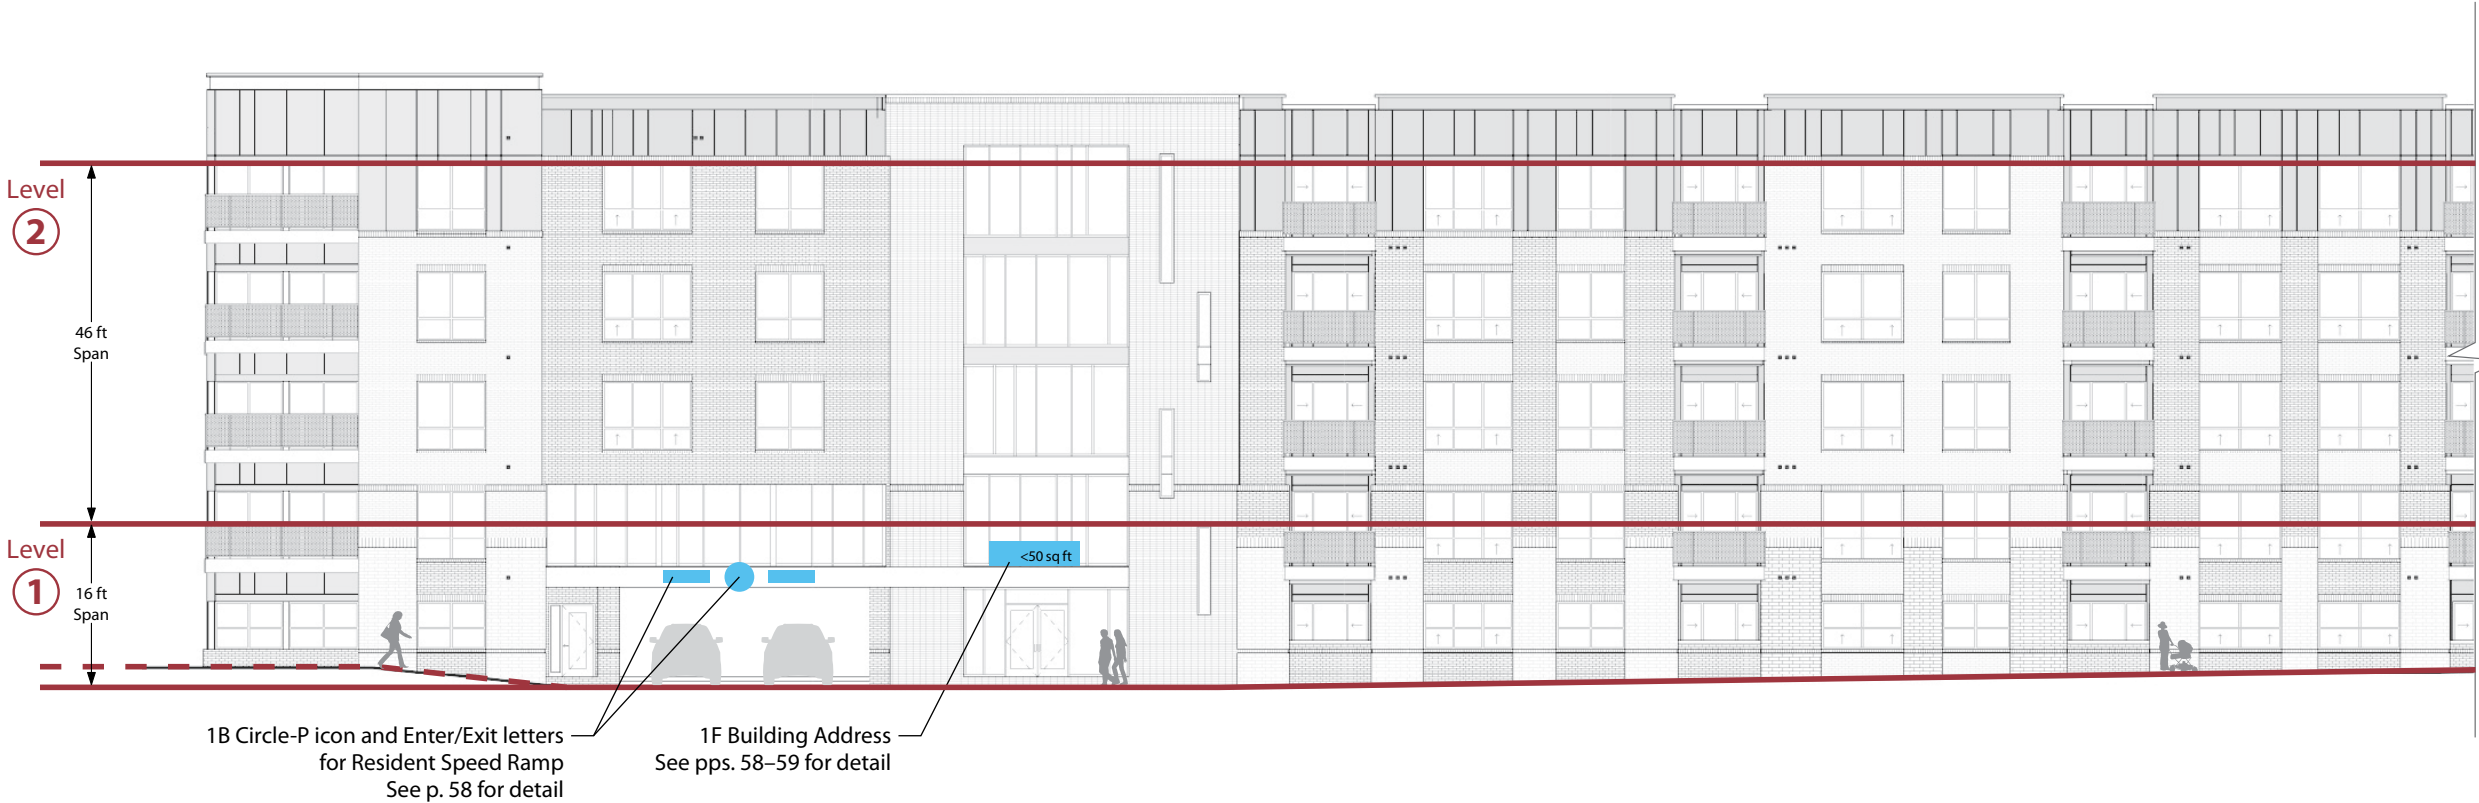 Level
2
46 ft
Span
Level
1
16 ft
Span
<50 sq ft
1B Circle-P icon and Enter/Exit letters
for Resident Speed Ramp
See p. 58 for detail
1F Building Address
See pps. 58–59 for detail